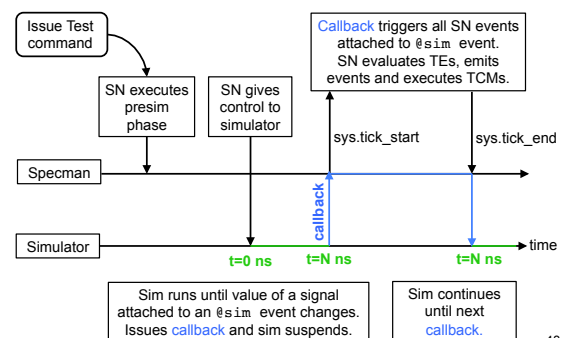 Issue Test
command
Callback triggers all SN events
attached to @sim event.
SN evaluates TEs, emits
events and executes TCMs.
SN executes
presim
phase
SN gives
control to
simulator
sys.tick_start
sys.tick_end
Specman
callback
Simulator
time
t=0 ns
t=N ns
t=N ns
Sim runs until value of a signal
attached to an @sim event changes.
Issues callback and sim suspends.
Sim continues
until next
callback.